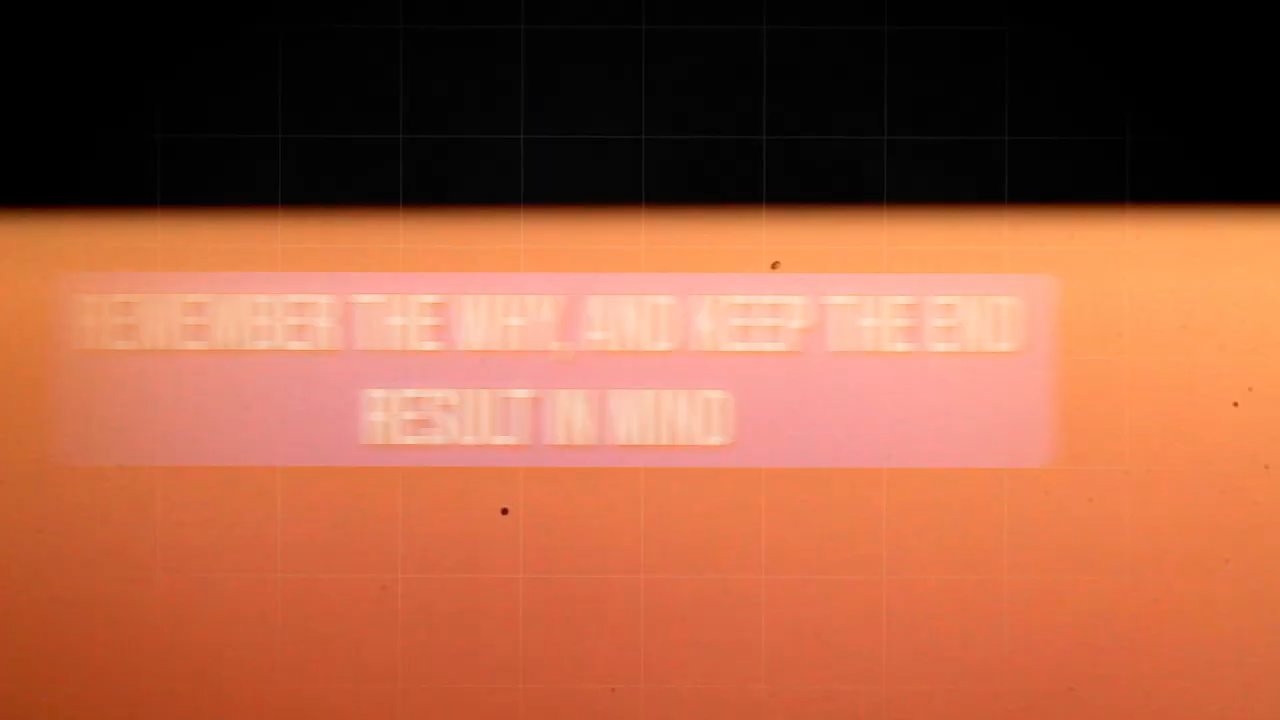 REMEMBER THE WHY, AND KEEP THE END
RESULT IN MIND